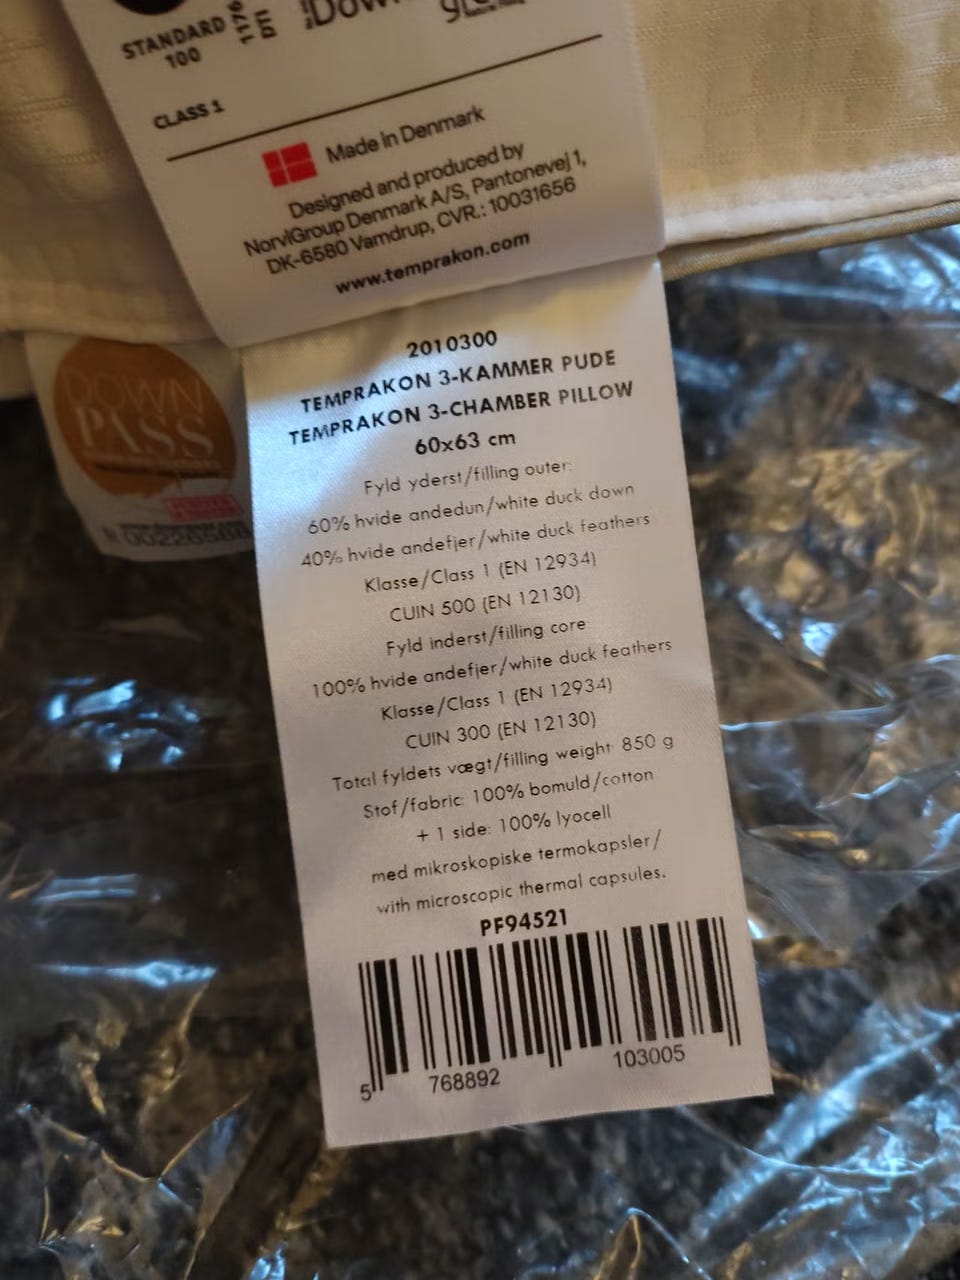 STANDARD
100
1176
DTI
Down
CLASS 1
Made in Denmark
Designed and produced by
NorviGroup Denmark A/S, Pantonevej 1,
DK-6580 Vamdrup, CVR.: 10031656
www.temprakon.com
DOWN
PASS
2010300
TEMPRAKON 3-KAMMER PUDE
TEMPRAKON 3-CHAMBER PILLOW
60x63 cm
Fyld yderst/filling outer:
60% hvide andedun/white duck down
40% hvide andefjer/white duck feathers
Klasse/Class 1 (EN 12934)
CUIN 500 (EN 12130)
Fyld inderst/filling core
100% hvide andefjer/white duck feathers
Klasse/Class 1 (EN 12934)
CUIN 300 (EN 12130)
Total fyldets vægt/filling weight 850 g
Stof/fabric: 100% bomuld/cotton
+ 1 side: 100% lyocell
med mikroskopiske termokapsler/
with microscopic thermal capsules.
PF94521
5 768892 103005